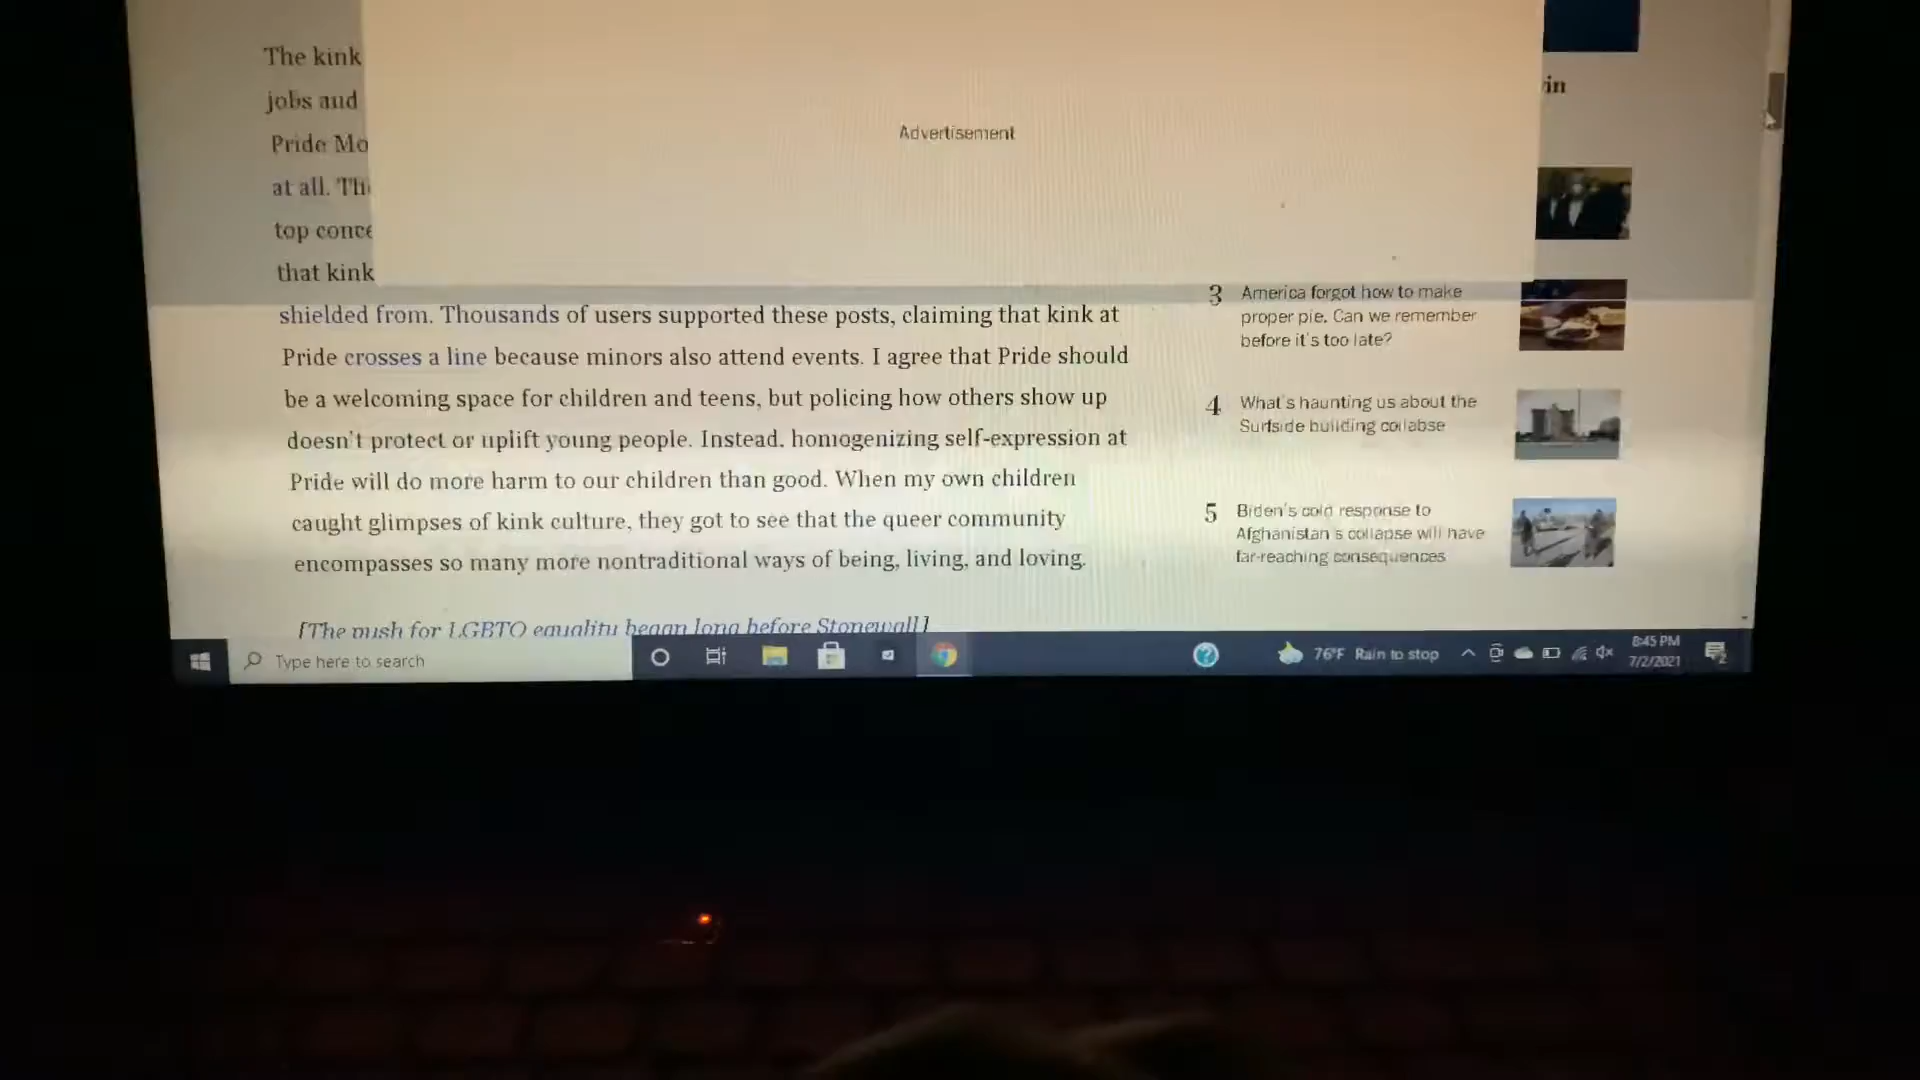 The kink
jobs and
Pride Mo
at all. Th
top conce
that kink
Advertisement
shielded from. Thousands of users supported these posts, claiming that kink at
Pride crosses a line because minors also attend events. I agree that Pride should
be a welcoming space for children and teens, but policing how others show up
doesn't protect or uplift young people. Instead, homogenizing self-expression at
Pride will do more harm to our children than good. When my own children
caught glimpses of kink culture, they got to see that the queer community
encompasses so many more nontraditional ways of being, living, and loving.
[The push for LGBTQ equality began long before Stonewall]
in
3 America forgot how to make
proper pie. Can we remember
before it's too late?
4 What's haunting us about the
Surfside building collapse
5 Biden's cold response to
Afghanistan's collapse will have
far-reaching consequences
Type here to search
76°F Rain to stop
8:45 PM
7/2/2021
2